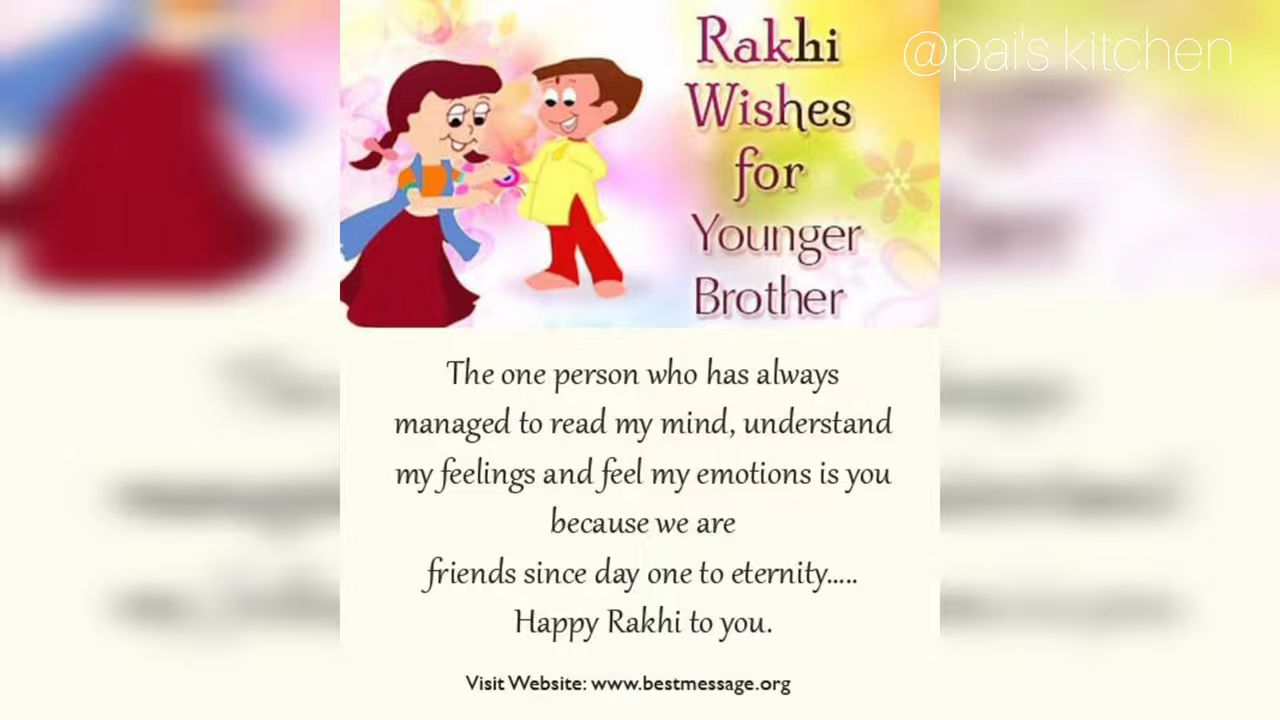 Rakhi
Wishes
for
Younger
Brother
@pai's kitchen
The one person who has always
managed to read my mind, understand
my feelings and feel my emotions is you
because we are
friends since day one to eternity.....
Happy Rakhi to you.
Visit Website: www.bestmessage.org